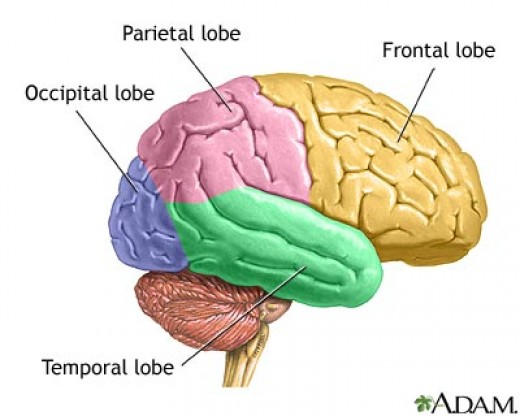 Parietal lobe
Frontal lobe
Occipital lobe
Temporal lobe
A.D.A.M.